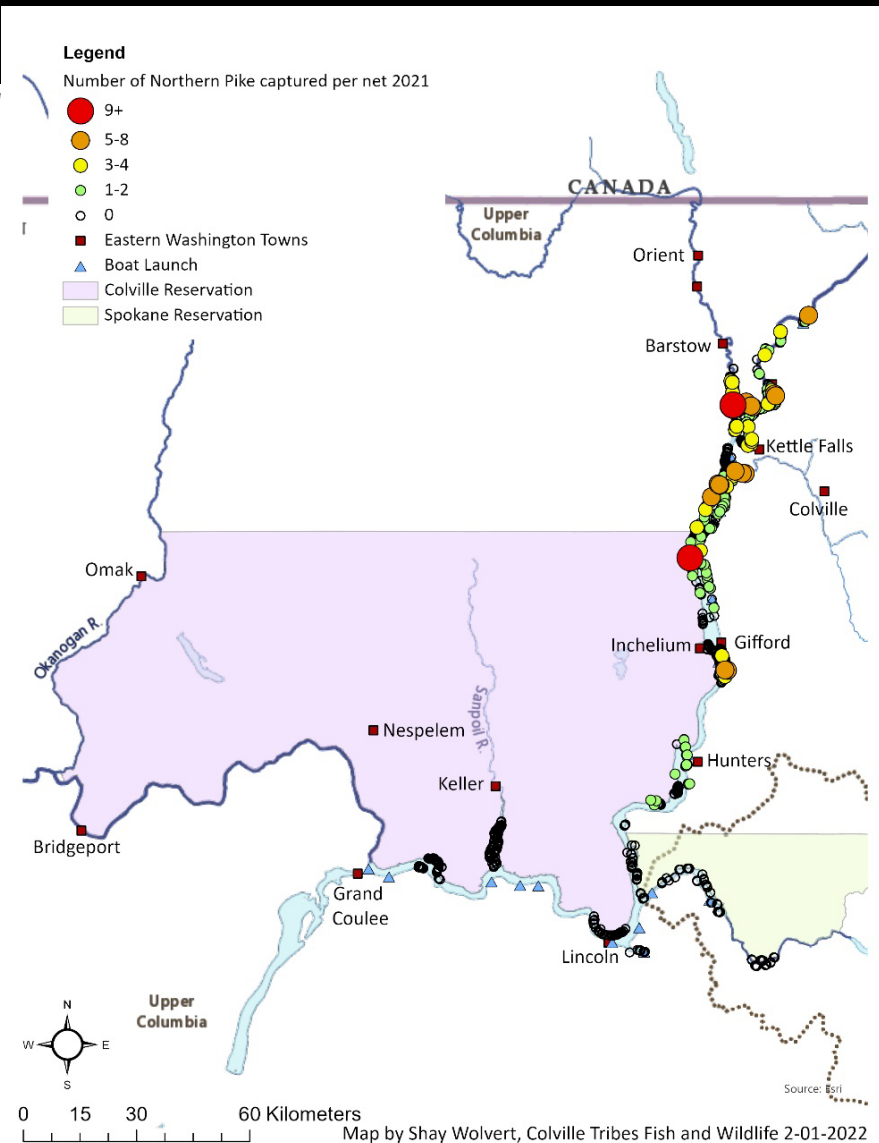 Legend
Number of Northern Pike captured per net 2021
9+
5-8
3-4
1-2
0
Eastern Washington Towns
Boat Launch
Colville Reservation
Spokane Reservation
CANADA
Upper
Columbia
Orient
Barstow
Kettle Falls
Colville
Omak
Okanogan R.
Inchelium
Gifford
Sanpoil R.
Nespelem
Hunters
Keller
Bridgeport
Grand
Coulee
Lincoln
Upper
Columbia
N
W
E
S
Source: Esri
0 15 30 60 Kilometers
Map by Shay Wolvert, Colville Tribes Fish and Wildlife 2-01-2022